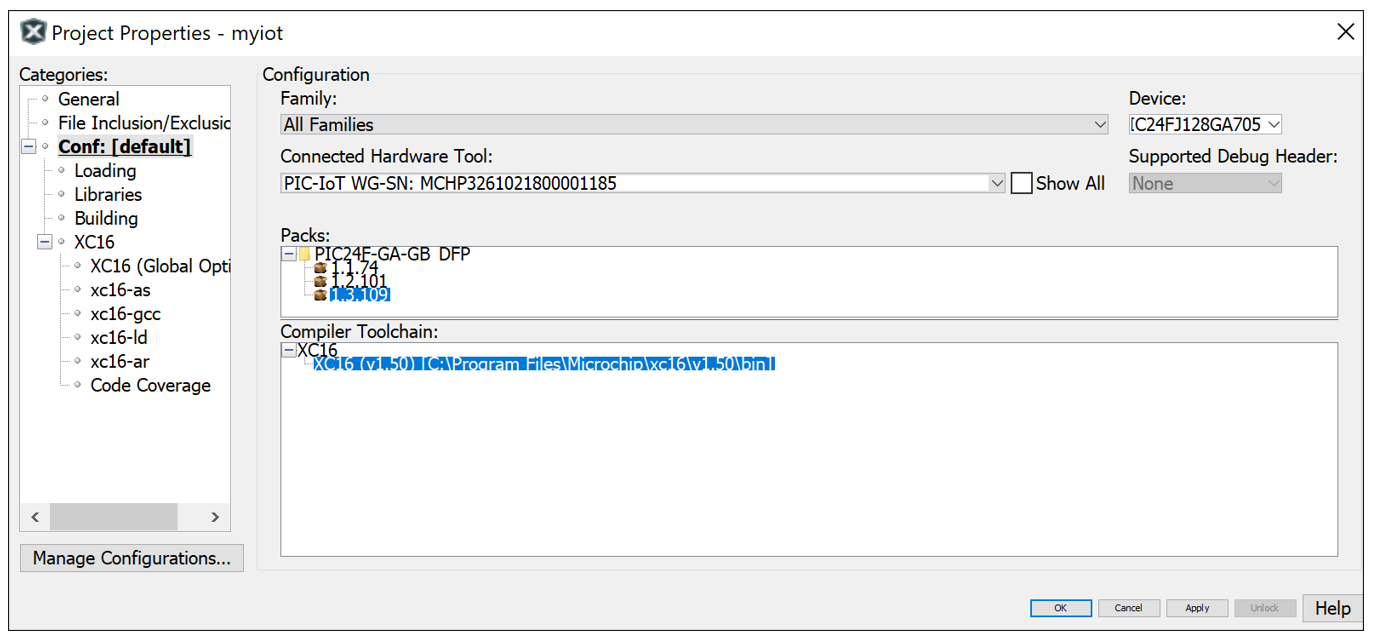 Project Properties - myiot
Categories:
General
File Inclusion/Exclusio
Conf: [default]
Loading
Libraries
Building
XC16
XC16 (Global Opti
xc16-as
xc16-gcc
xc16-ld
xc16-ar
Code Coverage
Manage Configurations...
Configuration
Family:
All Families
Device:
IC24FJ128GA705
Connected Hardware Tool:
PIC-IoT WG-SN: MCHP3261021800001185
Show All
Supported Debug Header:
None
Packs:
PIC24F-GA-GB_DFP
1.1.74
1.2.101
1.3.109
Compiler Toolchain:
XC16
XC16 (v1.50) [C:\Program Files\Microchip\xc16\v1.50\bin]
OK
Cancel
Apply
Unlock
Help